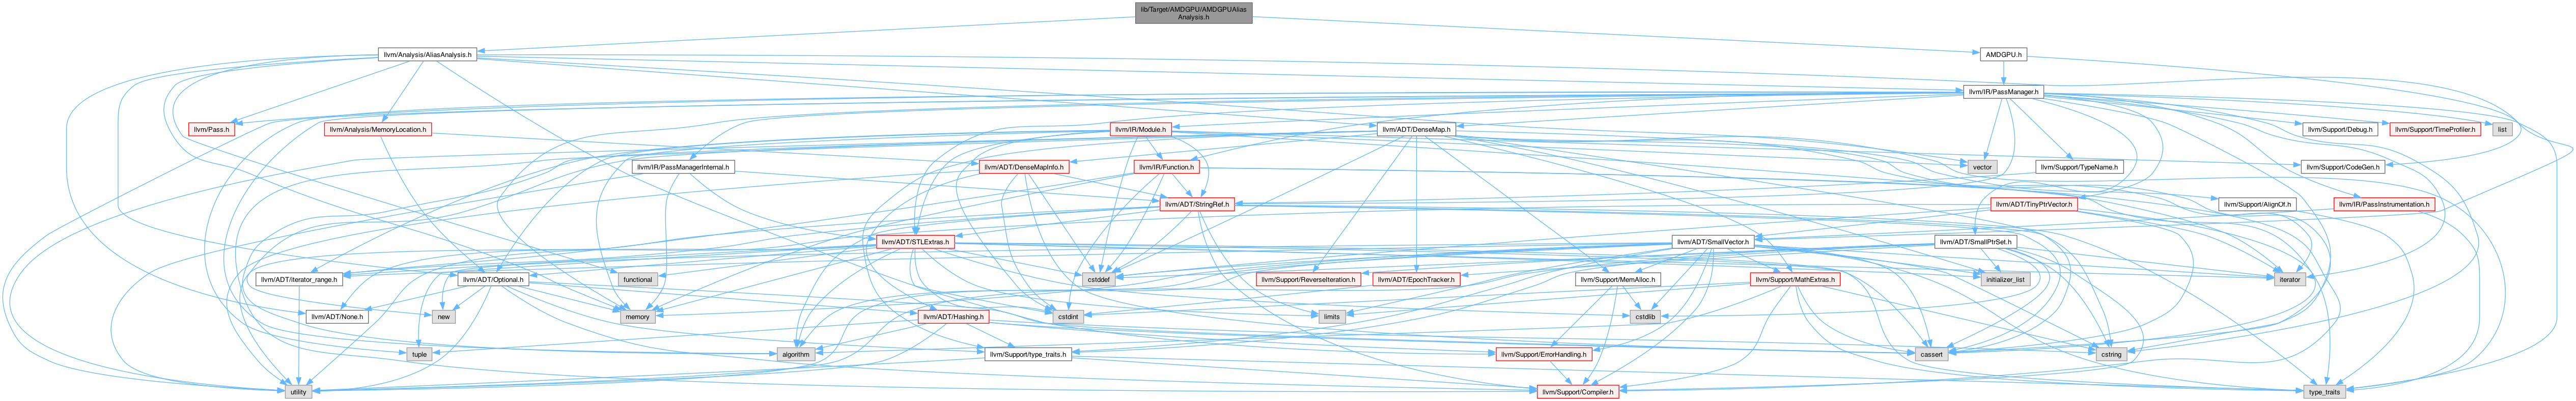 lib/Target/AMDGPU/AMDGPUAlias
Analysis.h
llvm/Analysis/AliasAnalysis.h
AMDGPU.h
llvm/IR/PassManager.h
llvm/Pass.h
llvm/Analysis/MemoryLocation.h
llvm/IR/Module.h
llvm/ADT/DenseMap.h
llvm/Support/Debug.h
llvm/Support/TimeProfiler.h
list
llvm/IR/PassManagerInternal.h
llvm/ADT/DenseMapInfo.h
llvm/IR/Function.h
vector
llvm/Support/TypeName.h
llvm/Support/CodeGen.h
llvm/ADT/StringRef.h
llvm/ADT/TinyPtrVector.h
llvm/Support/AlignOf.h
llvm/IR/PassInstrumentation.h
llvm/ADT/STLExtras.h
llvm/ADT/SmallVector.h
llvm/ADT/SmallPtrSet.h
llvm/ADT/iterator_range.h
llvm/ADT/Optional.h
functional
cstddef
llvm/Support/ReverseIteration.h
llvm/ADT/EpochTracker.h
llvm/Support/MemAlloc.h
llvm/Support/MathExtras.h
initializer_list
iterator
llvm/ADT/None.h
new
memory
llvm/ADT/Hashing.h
cstdint
limits
cstdlib
tuple
algorithm
llvm/Support/type_traits.h
llvm/Support/ErrorHandling.h
cassert
cstring
utility
llvm/Support/Compiler.h
type_traits